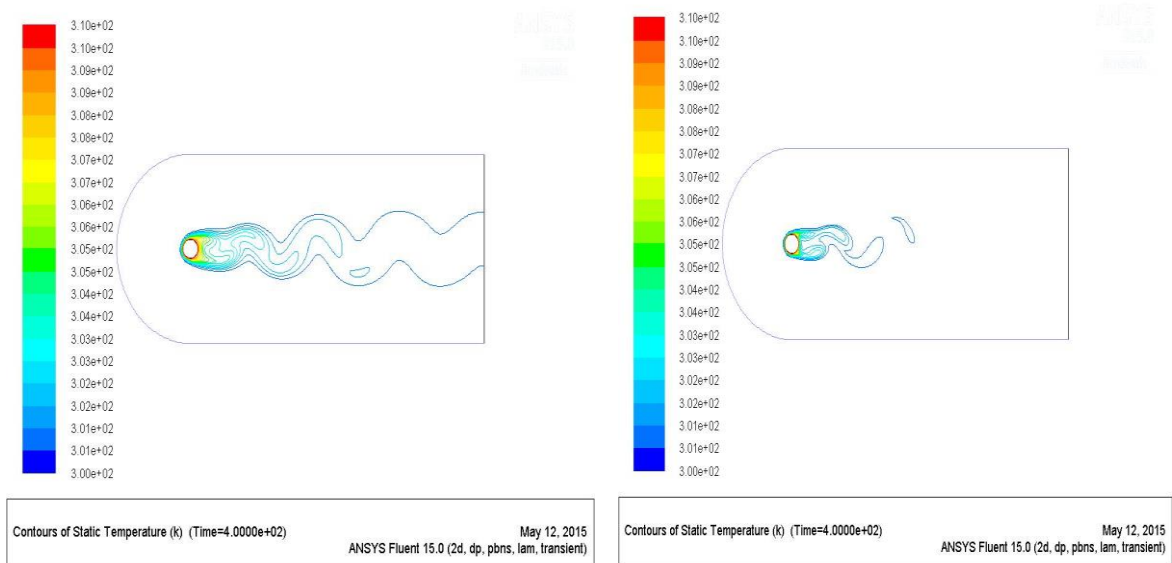 3.10e+02
3.10e+02
3.09e+02
3.09e+02
3.08e+02
3.08e+02
3.07e+02
3.07e+02
3.06e+02
3.06e+02
3.05e+02
3.05e+02
3.04e+02
3.04e+02
3.03e+02
3.03e+02
3.02e+02
3.02e+02
3.01e+02
3.01e+02
3.00e+02
Contours of Static Temperature (k) (Time=4.0000e+02)
May 12, 2015
ANSYS Fluent 15.0 (2d, dp, pbns, lam, transient)
3.10e+02
3.10e+02
3.09e+02
3.09e+02
3.08e+02
3.08e+02
3.07e+02
3.07e+02
3.06e+02
3.06e+02
3.05e+02
3.05e+02
3.04e+02
3.04e+02
3.03e+02
3.03e+02
3.02e+02
3.02e+02
3.01e+02
3.01e+02
3.00e+02
Contours of Static Temperature (k) (Time=4.0000e+02)
May 12, 2015
ANSYS Fluent 15.0 (2d, dp, pbns, lam, transient)